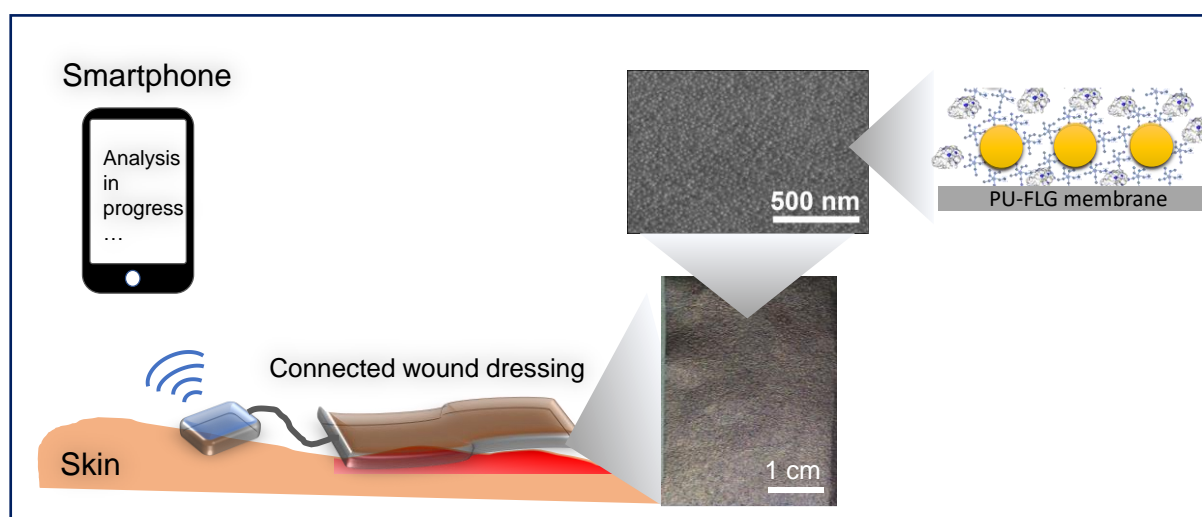 Smartphone
Analysis
in
progress
…
500 nm
PU-FLG membrane
Connected wound dressing
Skin
1 cm